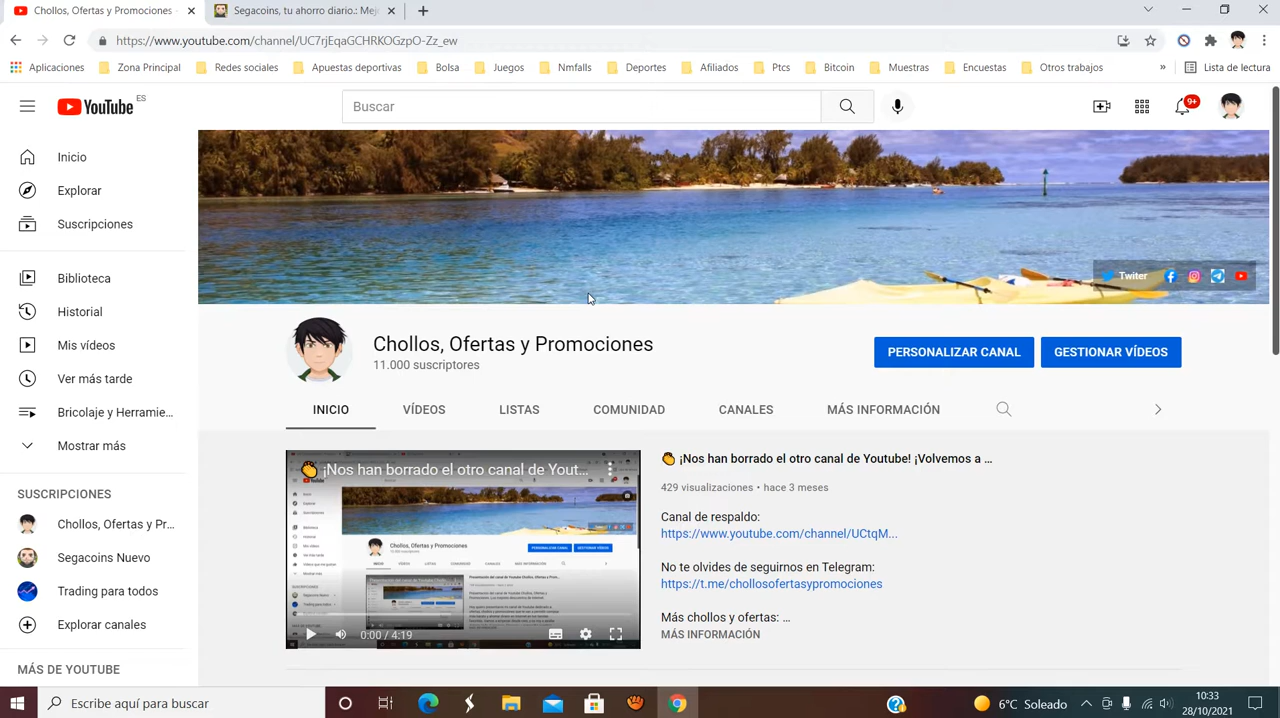 Chollos, Ofertas y Promociones -
Segacoins, tu ahorro diario.: Mejo
https://www.youtube.com/channel/UC7rjEqaGCHRKOGzpO-Zz_ew
Aplicaciones Zona Principal Redes sociales Apuestas deportivas Bolsa Juegos Nmfalls Deportes Afiliados Ptcs Bitcoin Muestras Encuestas Otros trabajos » Lista de lectura
YouTube ES
Buscar
9+
Inicio
Explorar
Suscripciones
Biblioteca
Historial
Mis vídeos
Ver más tarde
Bricolaje y Herramie...
Mostrar más
SUSCRIPCIONES
Chollos, Ofertas y Pr...
Segacoins Nuevo
Trading para todos
Explorar canales
MÁS DE YOUTUBE
Twiter
Chollos, Ofertas y Promociones
11.000 suscriptores
PERSONALIZAR CANAL
GESTIONAR VÍDEOS
INICIO VÍDEOS LISTAS COMUNIDAD CANALES MÁS INFORMACIÓN
¡Nos han borrado el otro canal de Yout...
Chollos, Ofertas y Promociones
0:00 / 4:19
¡Nos han borrado el otro canal de Youtube! ¡Volvemos a ...
429 visualizaciones • hace 3 meses
Canal de respaldo:
https://www.youtube.com/channel/UCtqM...
No te olvides de seguirnos en Telegram:
https://t.me/chollosofertasypromociones
Más chollos y ofertas: ...
MÁS INFORMACIÓN
Escribe aquí para buscar
6°C Soleado
10:33
28/10/2021